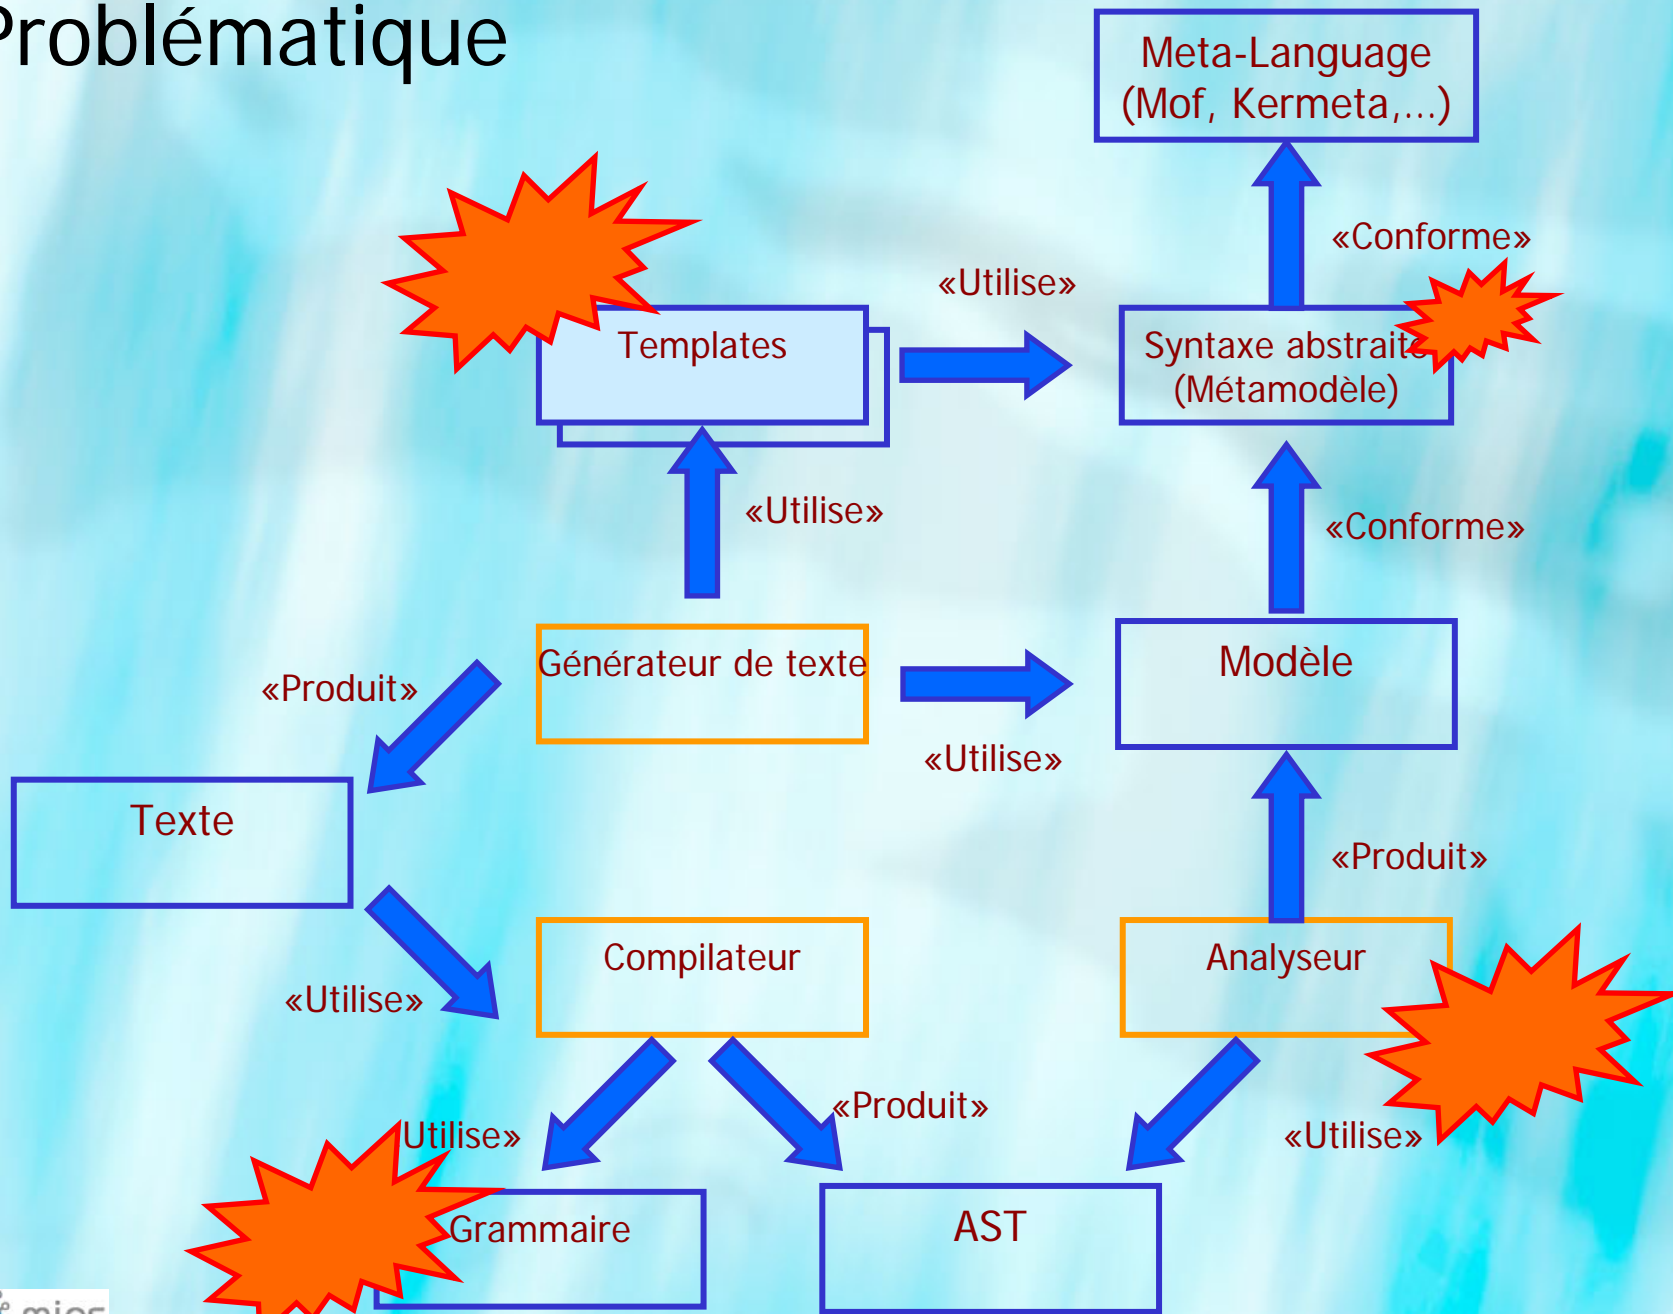 Problématique
Meta-Language
(Mof, Kermeta,...)
«Conforme»
«Utilise»
Templates
Syntaxe abstraite
(Métamodèle)
«Utilise»
«Conforme»
Générateur de texte
Modèle
«Produit»
«Utilise»
Texte
«Produit»
Compilateur
Analyseur
«Utilise»
«Produit»
Utilise»
«Utilise»
Grammaire
AST